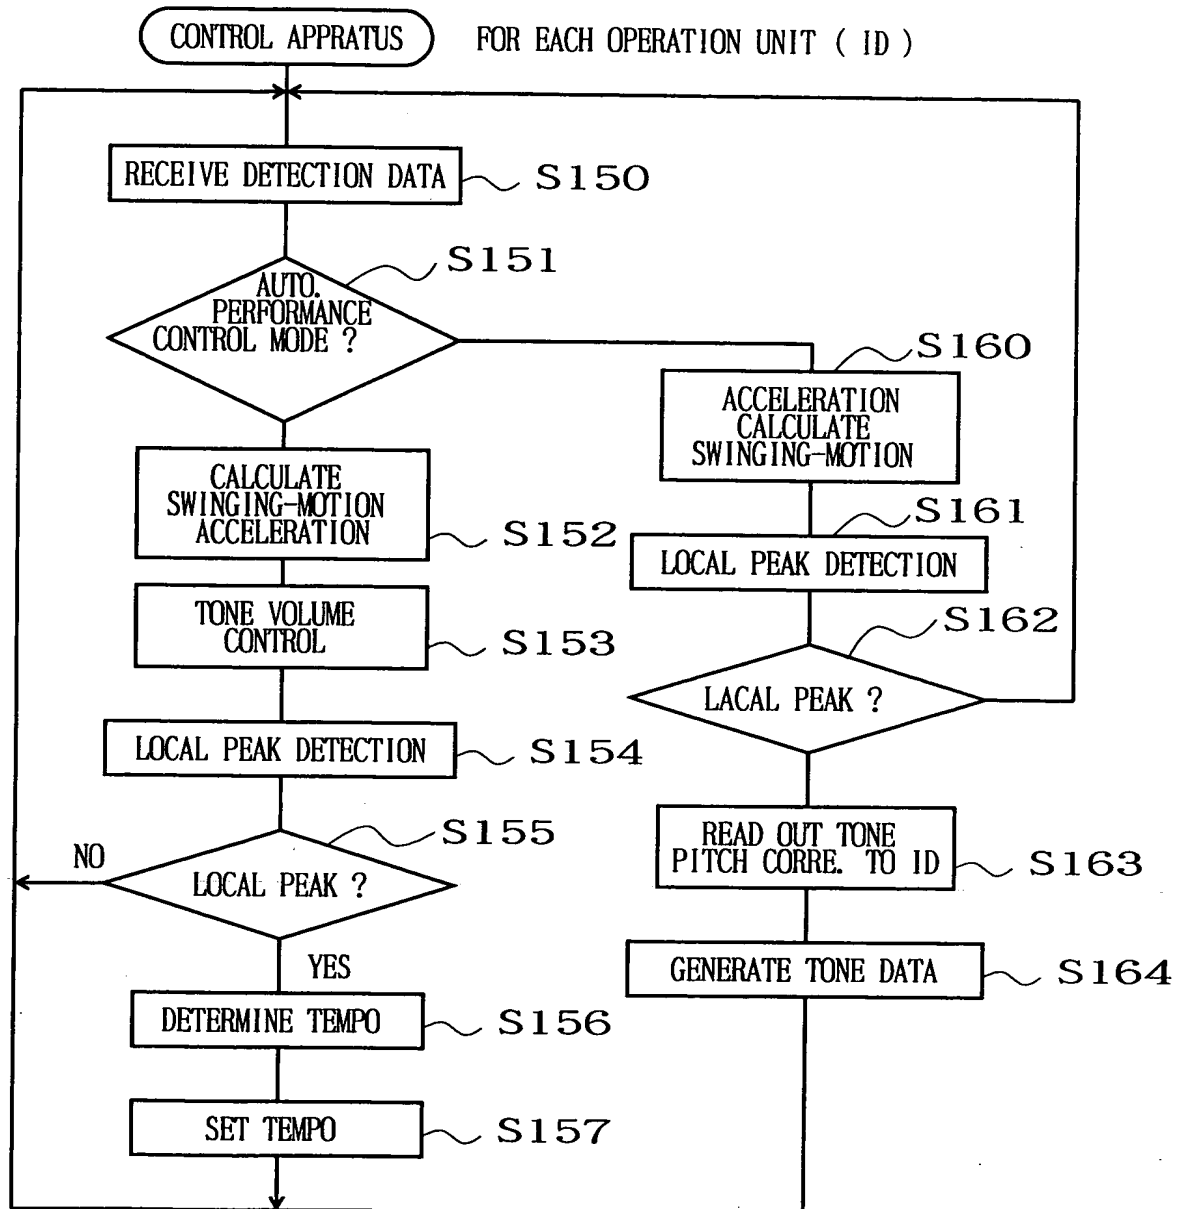 CONTROL APPRATUS
FOR EACH OPERATION UNIT ( ID )
RECEIVE DETECTION DATA
S150
S151
AUTO.
PERFORMANCE
CONTROL MODE ?
CALCULATE
SWINGING-MOTION
ACCELERATION
S152
TONE VOLUME
CONTROL
S153
LOCAL PEAK DETECTION
S154
S155
NO
LOCAL PEAK ?
YES
DETERMINE TEMPO
S156
SET TEMPO
S157
S160
ACCELERATION
CALCULATE
SWINGING-MOTION
S161
LOCAL PEAK DETECTION
S162
LACAL PEAK ?
READ OUT TONE
PITCH CORRE. TO ID
S163
GENERATE TONE DATA
S164